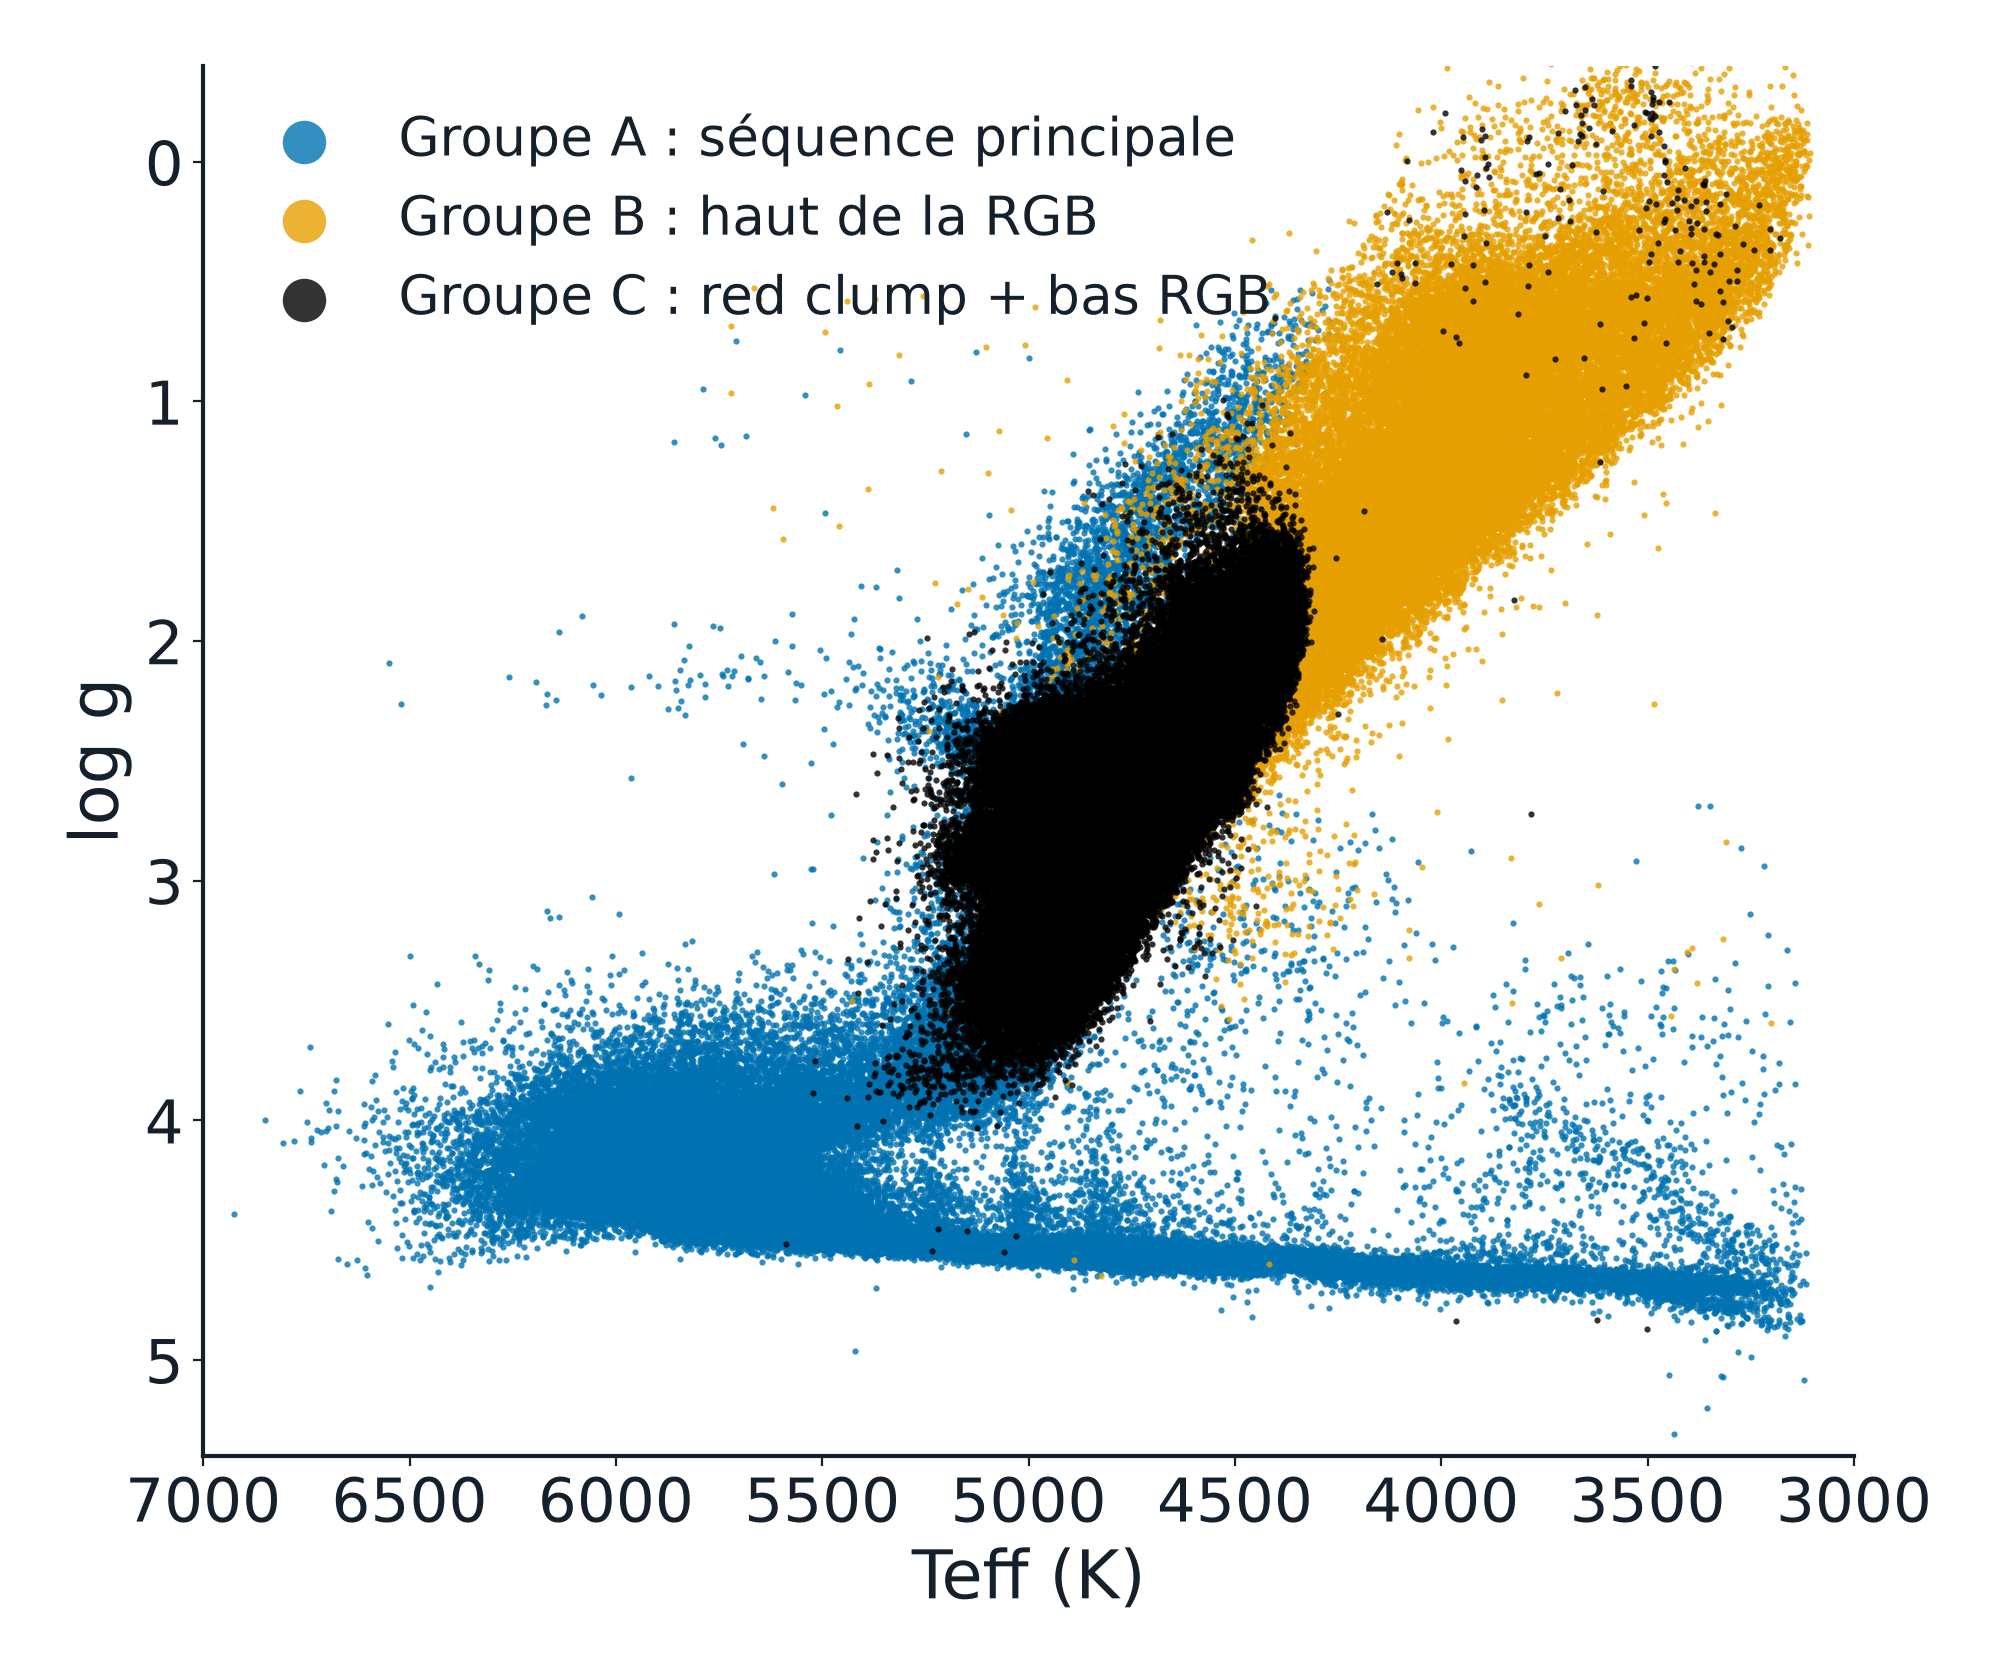 Groupe A : séquence principale
Groupe B : haut de la RGB
Groupe C : red clump + bas RGB
0
1
2
3
4
5
log g
7000 6500 6000 5500 5000 4500 4000 3500 3000
Teff (K)